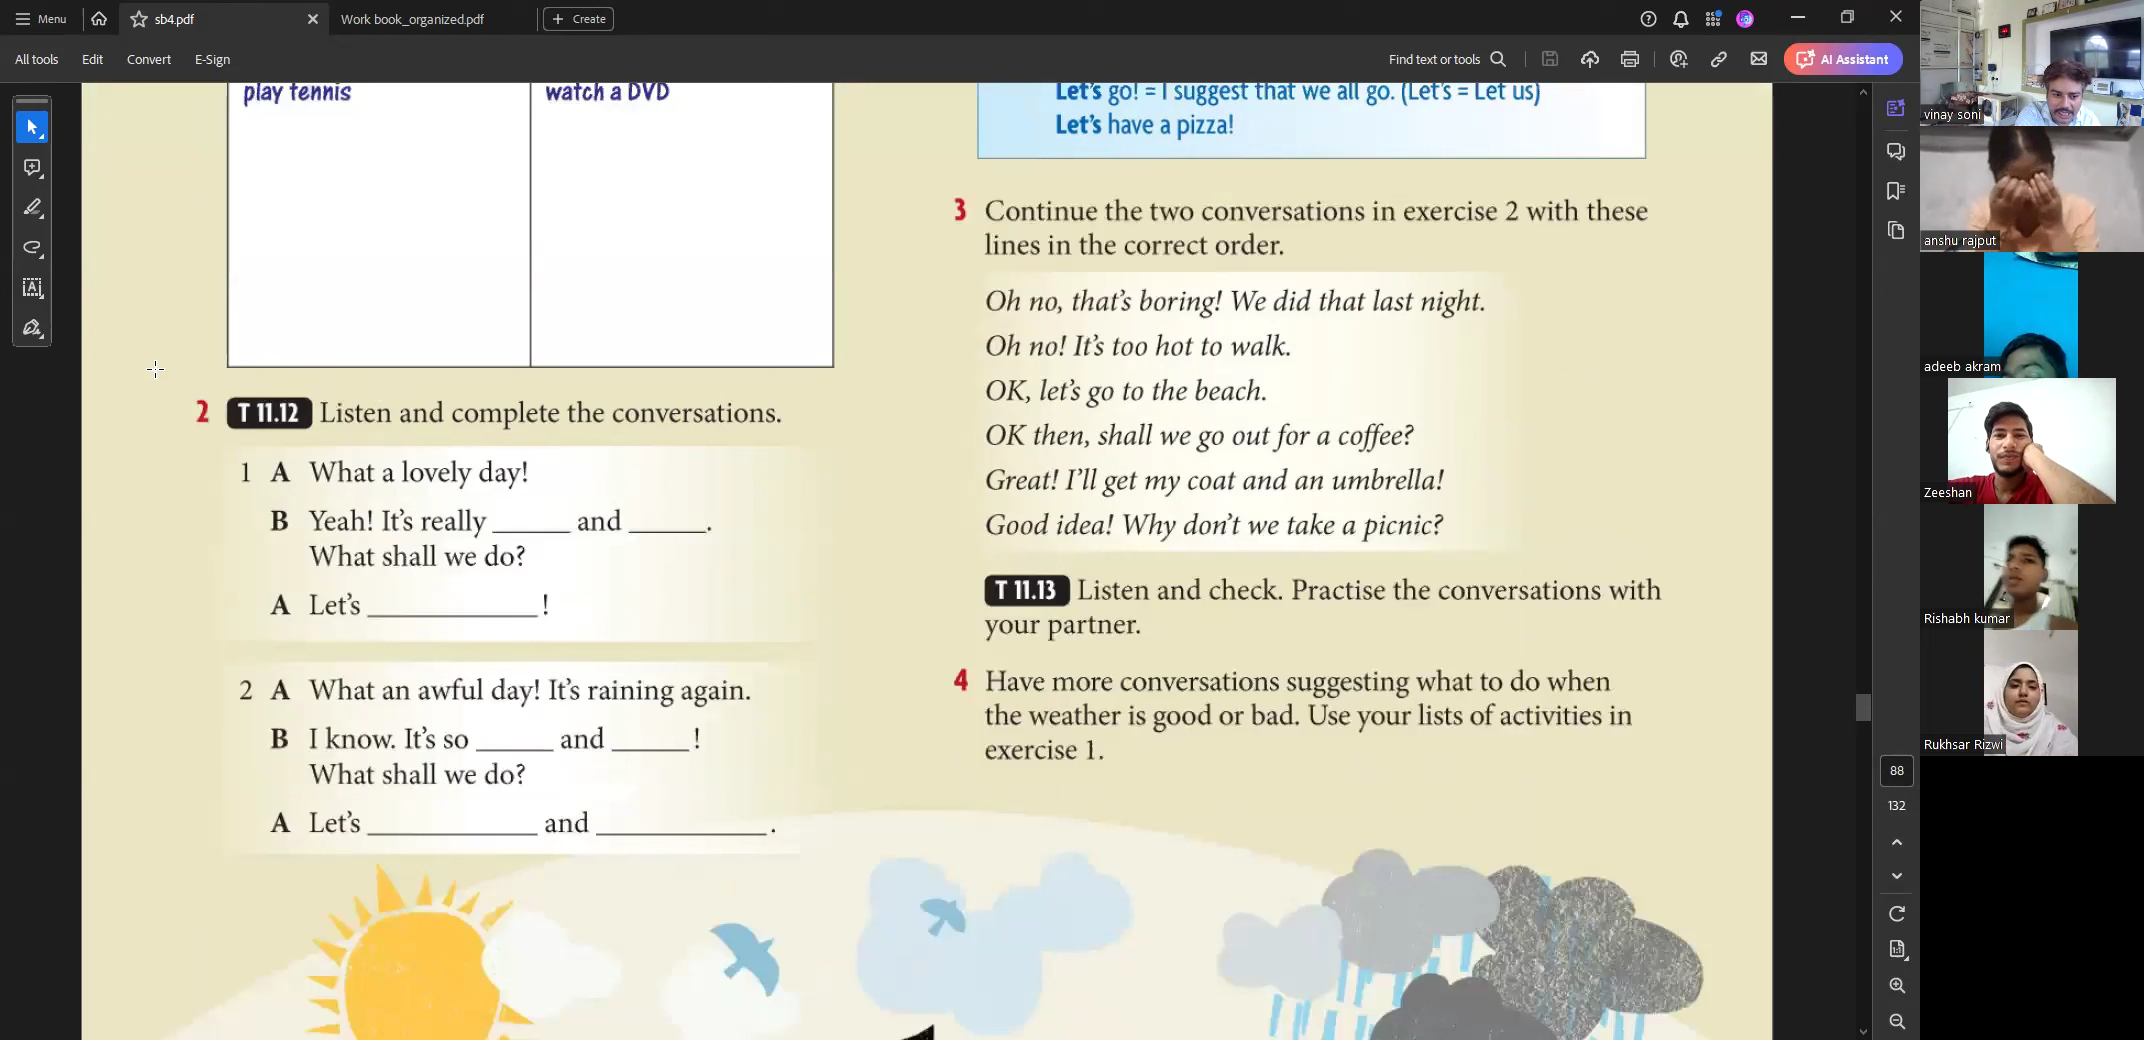 Menu
sb4.pdf
Work book_organized.pdf
Create
All tools
Edit
Convert
E-Sign
Find text or tools
AI Assistant
play tennis
watch a DVD
2 T 11.12 Listen and complete the conversations.
1 A What a lovely day!
B Yeah! It's really ______ and ______.
What shall we do?
A Let's _____________ !
2 A What an awful day! It's raining again.
B I know. It's so ______ and ______ !
What shall we do?
A Let's _____________ and _____________ .
Let's go! = I suggest that we all go. (Let's = Let us)
Let's have a pizza!
3 Continue the two conversations in exercise 2 with these
lines in the correct order.
Oh no, that's boring! We did that last night.
Oh no! It's too hot to walk.
OK, let's go to the beach.
OK then, shall we go out for a coffee?
Great! I'll get my coat and an umbrella!
Good idea! Why don't we take a picnic?
T 11.13 Listen and check. Practise the conversations with
your partner.
4 Have more conversations suggesting what to do when
the weather is good or bad. Use your lists of activities in
exercise 1.
88
132
vinay soni
anshu rajput
adeeb akram
Zeeshan
Rishabh kumar
Rukhsar Rizwi